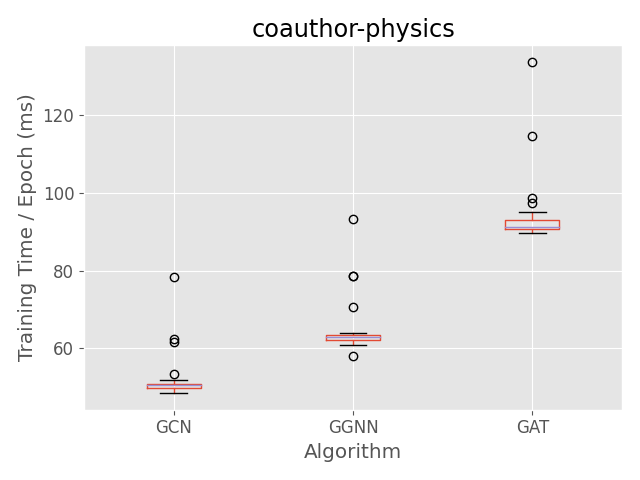 coauthor-physics
Training Time / Epoch (ms)
120
100
80
60
GCN GGNN GAT
Algorithm